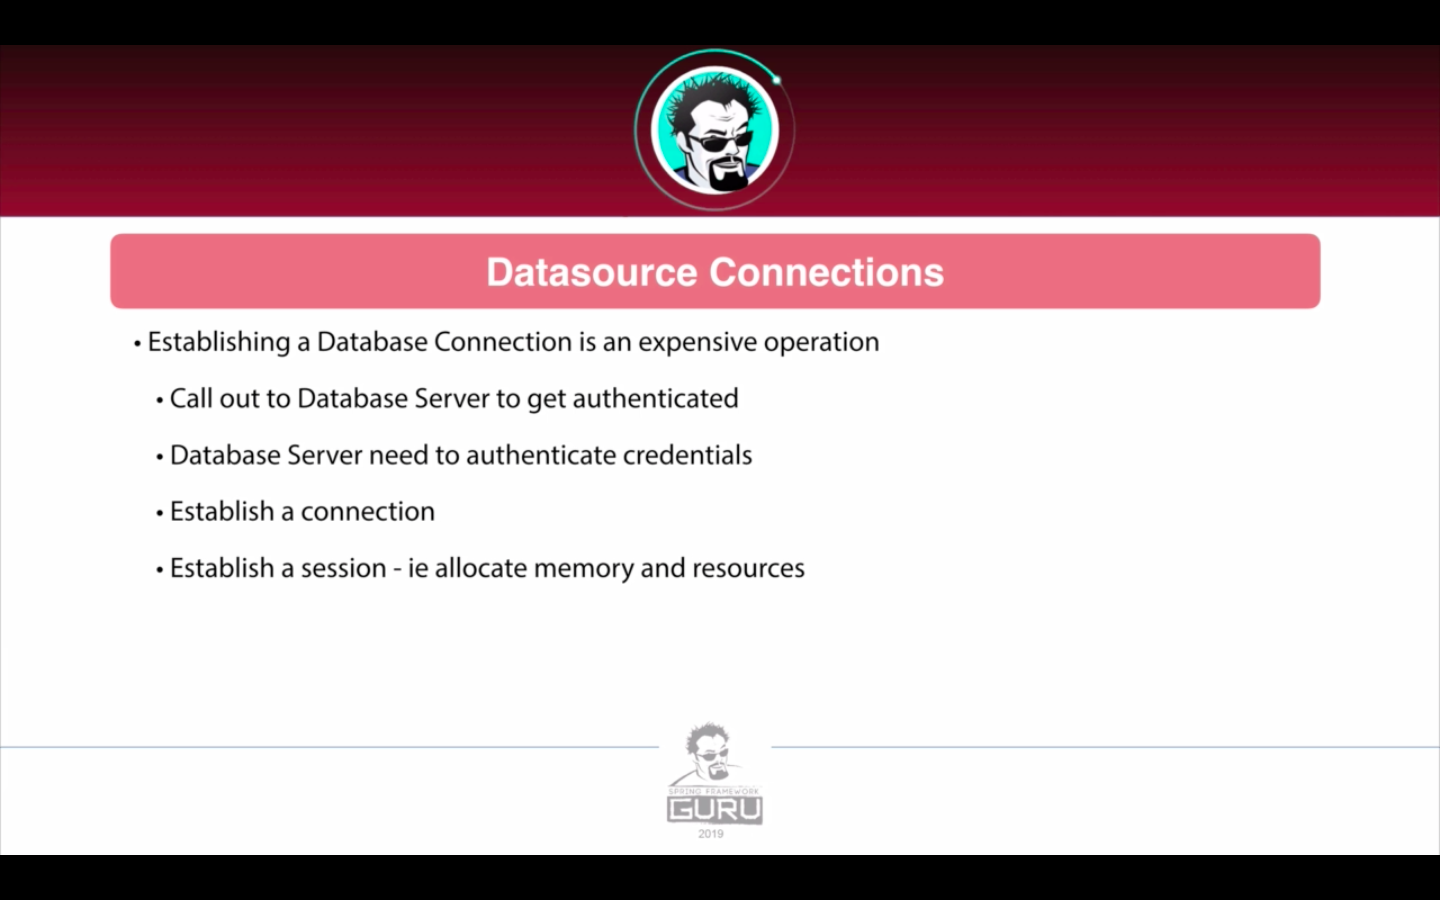 Datasource Connections
• Establishing a Database Connection is an expensive operation
• Call out to Database Server to get authenticated
• Database Server need to authenticate credentials
• Establish a connection
• Establish a session - ie allocate memory and resources
SPRING FRAMEWORK
GURU
2019